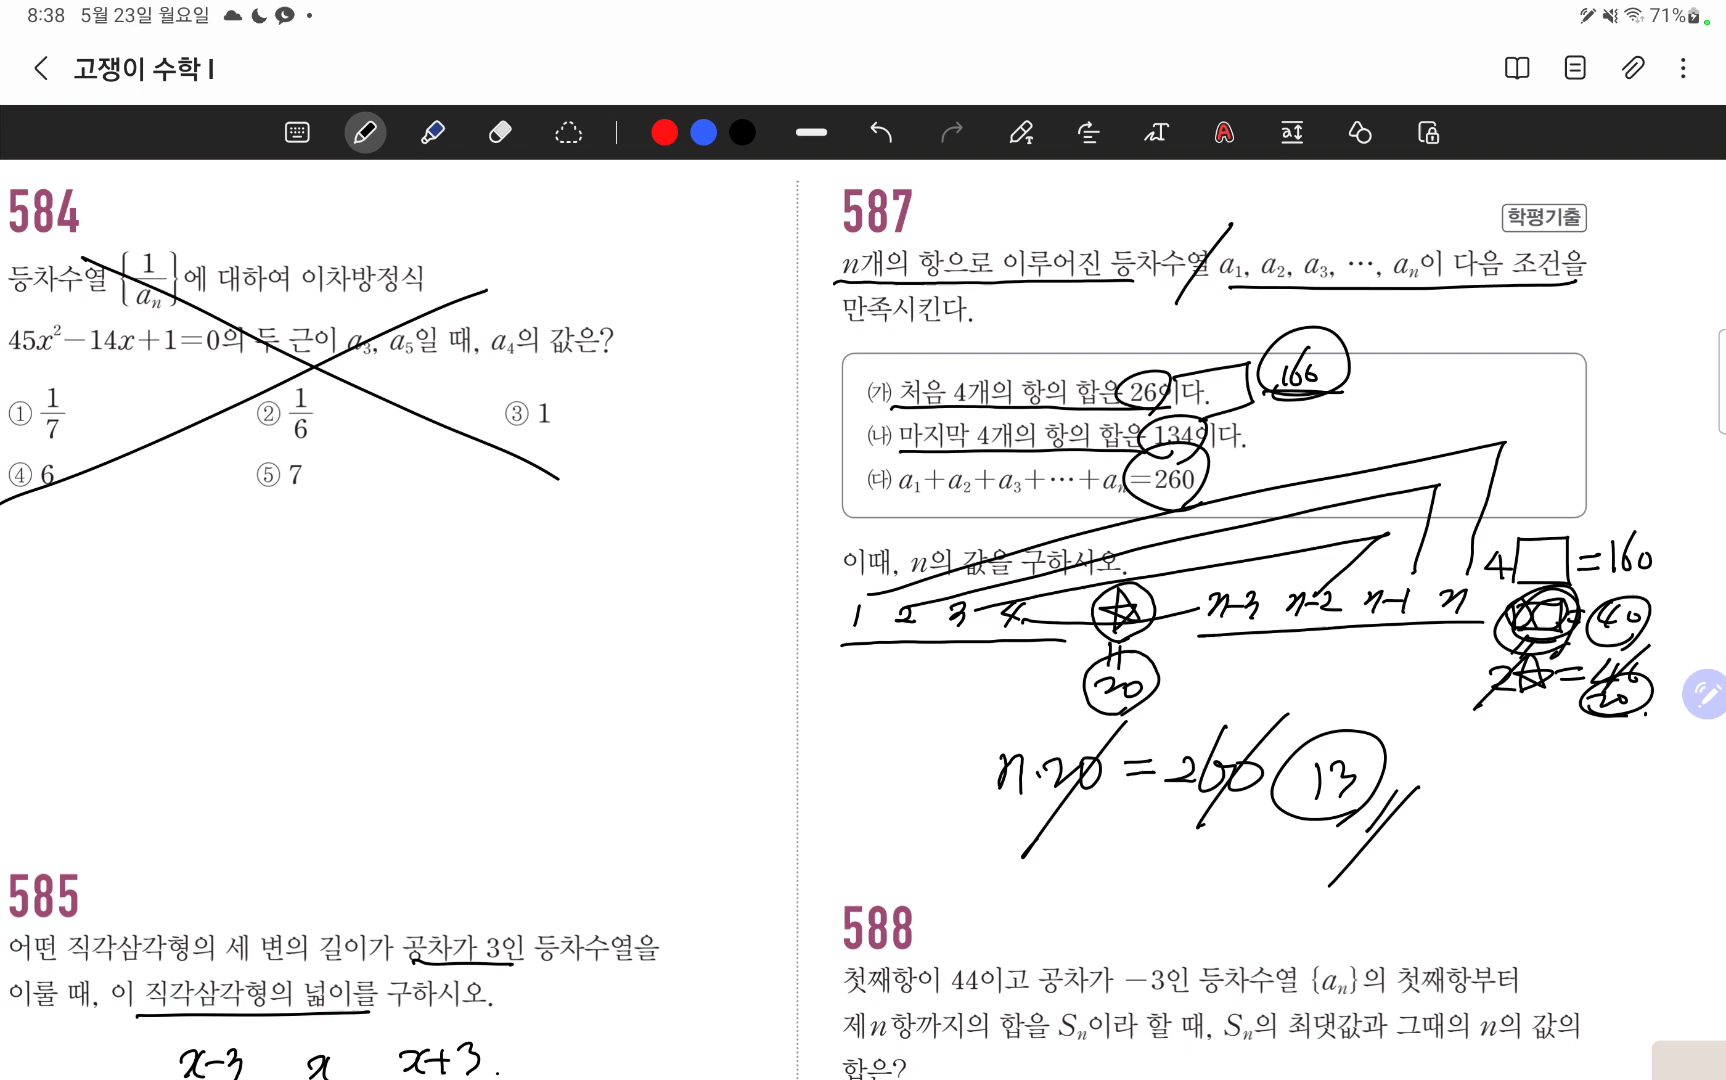 8:38 5월 23일 월요일
71%
고쟁이 수학 I
584
등차수열 {1/aₙ}에 대하여 이차방정식
45x²−14x+1=0의 두 근이 a₃, a₅일 때, a₄의 값은?
① 1/7 ② 1/6 ③ 1
④ 6 ⑤ 7
585
어떤 직각삼각형의 세 변의 길이가 공차가 3인 등차수열을
이룰 때, 이 직각삼각형의 넓이를 구하시오.
x-3 x x+3.
587
학평기출
n개의 항으로 이루어진 등차수열 a₁, a₂, a₃, ⋯, aₙ이 다음 조건을
만족시킨다.
160
㈎ 처음 4개의 항의 합은 26이다.
㈏ 마지막 4개의 항의 합은 134이다.
㈐ a₁+a₂+a₃+⋯+aₙ=260
이때, n의 값을 구하시오.
4□=160
1 2 3 4 ☆ n-3 n-2 n-1 n
40
20
2☆=40
20
n·20=260 13
588
첫째항이 44이고 공차가 −3인 등차수열 {aₙ}의 첫째항부터
제n항까지의 합을 Sₙ이라 할 때, Sₙ의 최댓값과 그때의 n의 값의
합은?